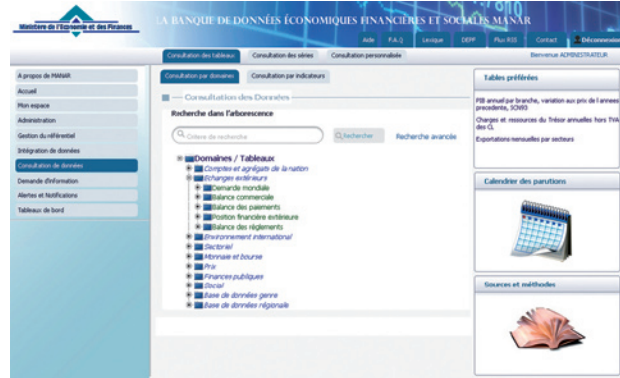 Ministère de l'Economie et des Finances
LA BANQUE DE DONNÉES ÉCONOMIQUES FINANCIÈRES ET SOCIALES MANAR
Aide F.A.Q Lexique DEPF Flux RSS Contact Déconnexion
Consultation des tableaux Consultation des séries Consultation personnalisée
Bienvenue ADMINISTRATEUR
A propos de MANAR
Accueil
Mon espace
Administration
Gestion du référentiel
Intégration de données
Consultation de données
Demande d'information
Alertes et Notifications
Tableaux de bord
Consultation par domaines Consultation par indicateurs
Consultation des Données
Recherche dans l'arborescence
Critère de recherche Rechercher Recherche avancée
Domaines / Tableaux
Comptes et agrégats de la nation
Echanges extérieurs
Demande mondiale
Balance commerciale
Balance des paiements
Position financière extérieure
Balance des règlements
Environnement international
Sectoriel
Monnaie et bourse
Prix
Finances publiques
Social
Base de données genre
Base de données régionale
Tables préférées
PIB annuel par branche, variation aux prix de l annee
precedente, SCN93
Charges et ressources du Trésor annuelles hors TVA
des CL
Exportations mensuelles par secteurs
Calendrier des parutions
Sources et méthodes